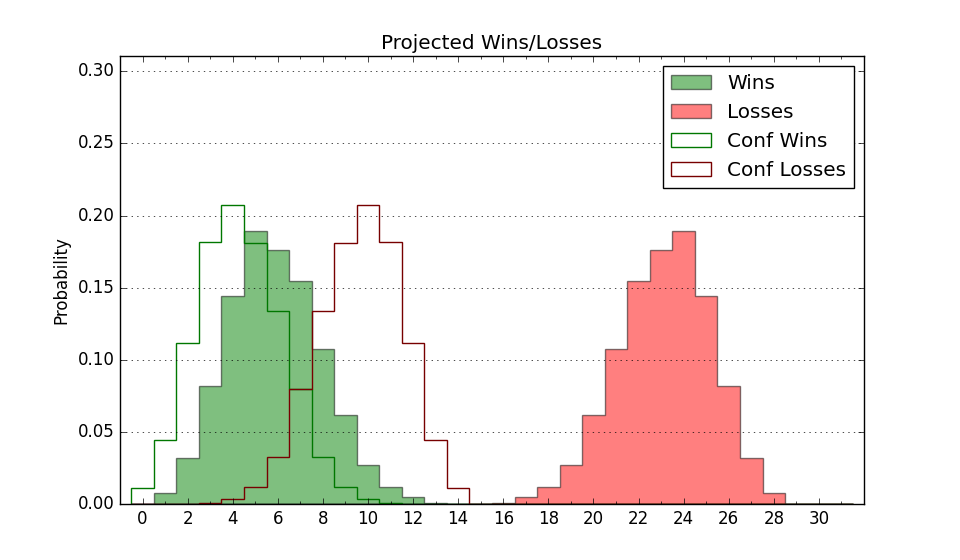 Projected Wins/Losses
0.30
0.25
0.20
0.15
0.10
0.05
0.00
Probability
Wins
Losses
Conf Wins
Conf Losses
0 2 4 6 8 10 12 14 16 18 20 22 24 26 28 30